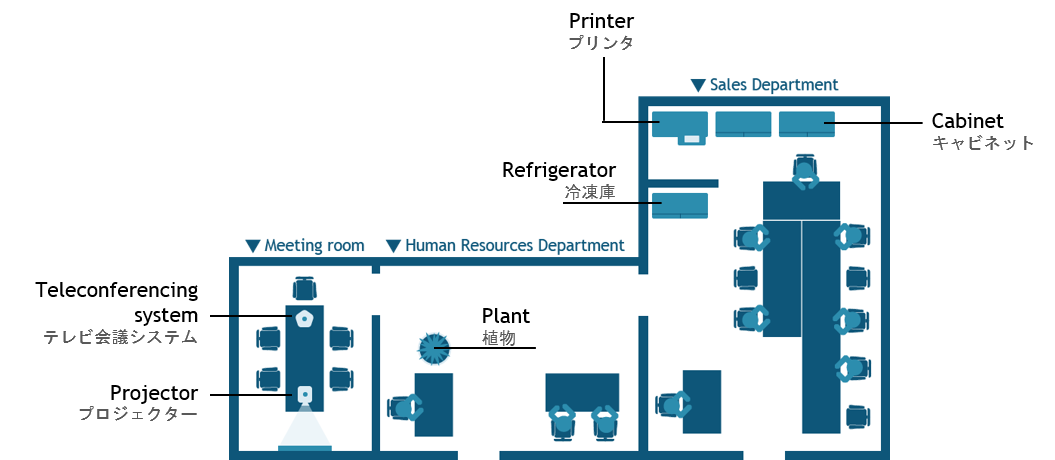 Printer
プリンタ
▼ Sales Department
Cabinet
キャビネット
Refrigerator
冷凍庫
▼ Meeting room
▼ Human Resources Department
Teleconferencing
system
テレビ会議システム
Plant
植物
Projector
プロジェクター